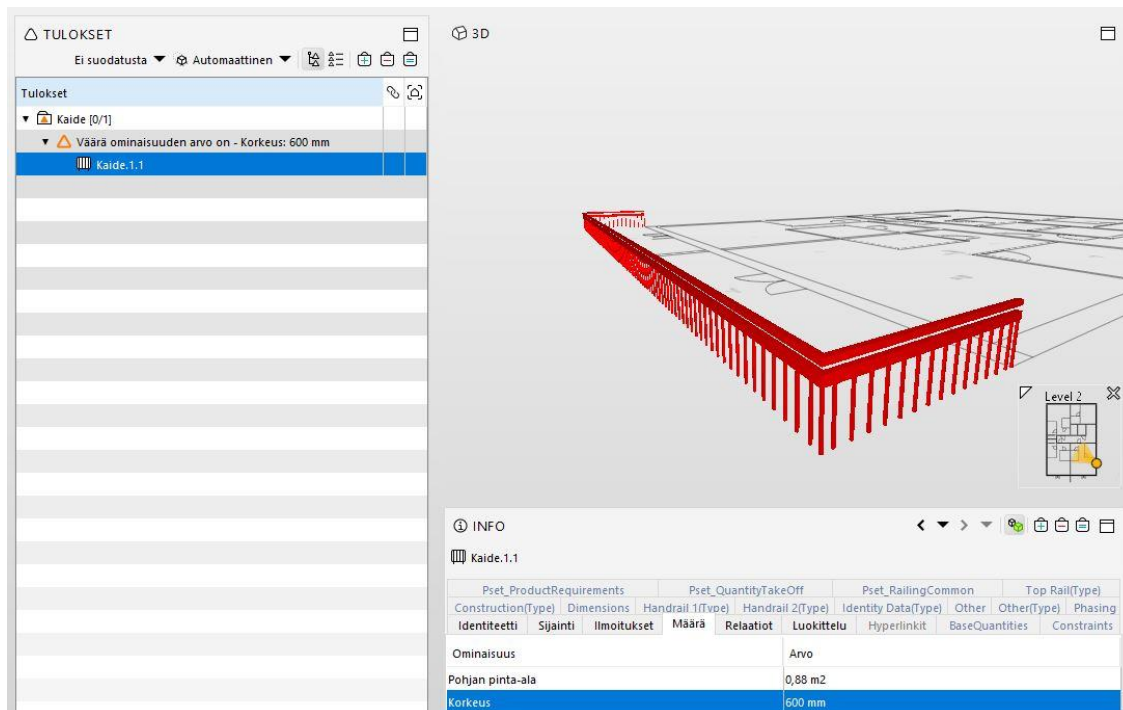 TULOKSET
Ei suodatusta Automaattinen
Tulokset
Kaide [0/1]
Väärä ominaisuuden arvo on - Korkeus: 600 mm
Kaide.1.1
3D
Level 2
INFO
Kaide.1.1
Pset_ProductRequirements Pset_QuantityTakeOff Pset_RailingCommon Top Rail(Type)
Construction(Type) Dimensions Handrail 1(Type) Handrail 2(Type) Identity Data(Type) Other Other(Type) Phasing
Identiteetti Sijainti Ilmoitukset Määrä Relaatiot Luokittelu Hyperlinkit BaseQuantities Constraints
Ominaisuus Arvo
Pohjan pinta-ala 0,88 m2
Korkeus 600 mm